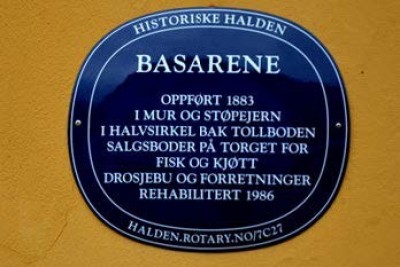 HISTORISKE HALDEN
BASARENE
OPPFØRT 1883
I MUR OG STØPEJERN
I HALVSIRKEL BAK TOLLBODEN
SALGSBODER PÅ TORGET FOR
FISK OG KJØTT
DROSJEBU OG FORRETNINGER
REHABILITERT 1986
HALDEN.ROTARY.NO/7C27